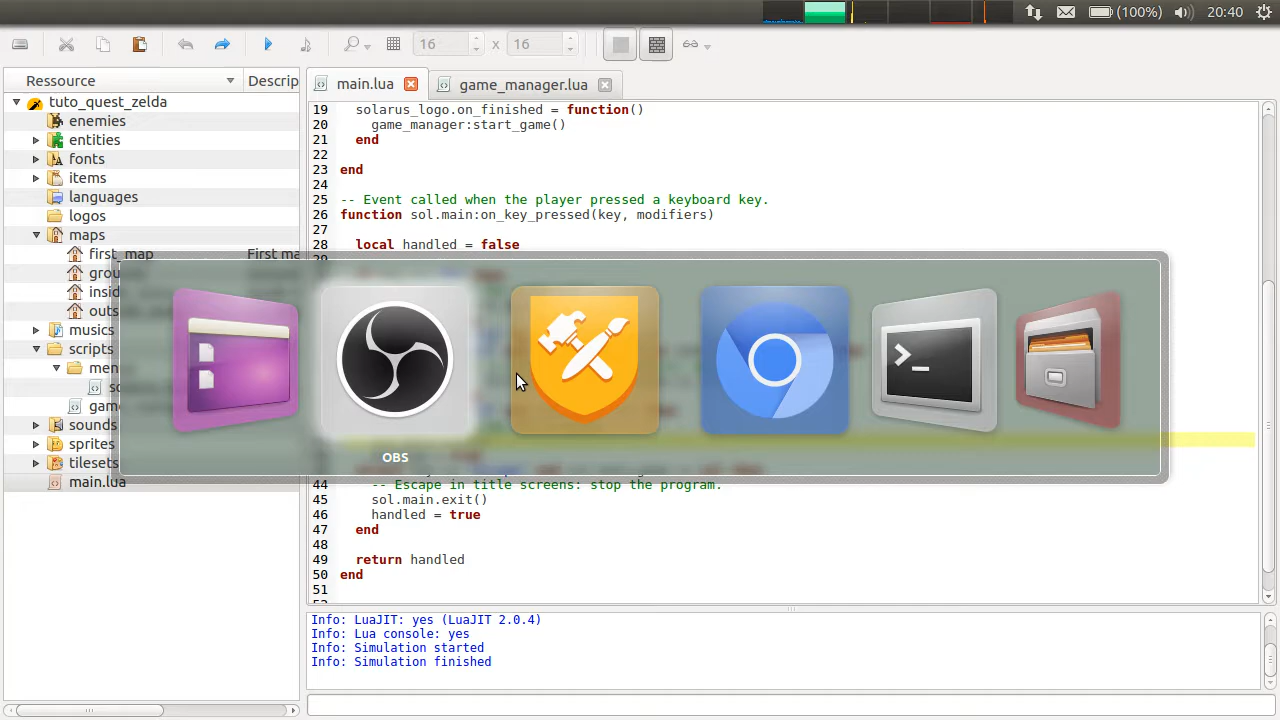 (100%) 20:40
16 x 16
Ressource Descrip
main.lua game_manager.lua
tuto_quest_zelda
enemies
entities
fonts
items
languages
logos
maps
first_map First ma
grou
insid
outs
musics
scripts
men
game
sounds
sprites
tilesets
main.lua
19 solarus_logo.on_finished = function()
20 game_manager:start_game()
21 end
22
23 end
24
25 -- Event called when the player pressed a keyboard key.
26 function sol.main:on_key_pressed(key, modifiers)
27
28 local handled = false
OBS
44 -- Escape in title screens: stop the program.
45 sol.main.exit()
46 handled = true
47 end
48
49 return handled
50 end
51
Info: LuaJIT: yes (LuaJIT 2.0.4)
Info: Lua console: yes
Info: Simulation started
Info: Simulation finished